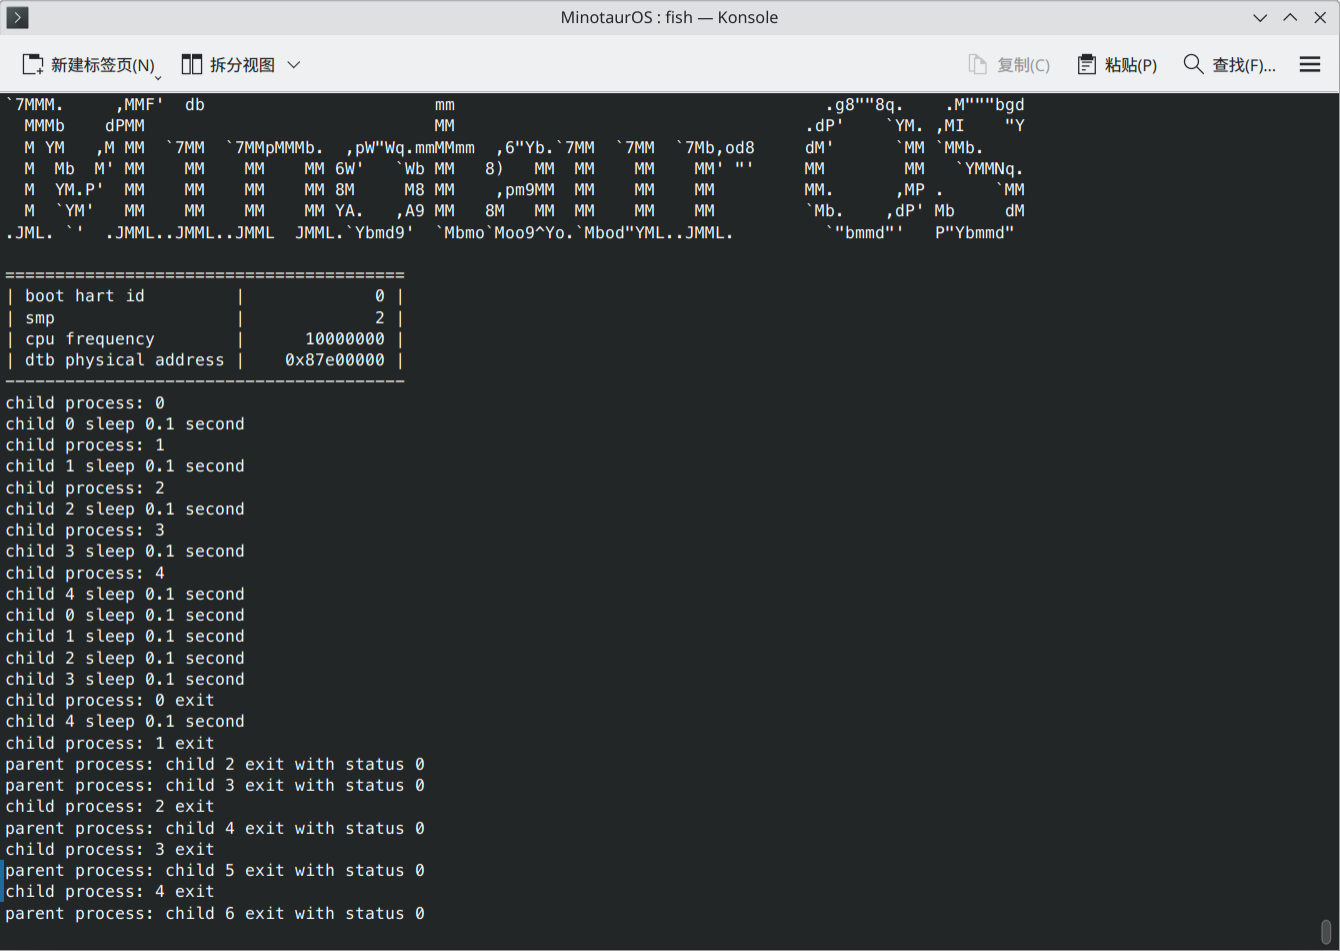 MinotaurOS : fish — Konsole
新建标签页(N) 拆分视图 复制(C) 粘贴(P) 查找(F)...
`7MMM.     ,MMF'  db                       mm                                     .g8""8q.    .M"""bgd
  MMMb    dPMM                             MM                                   .dP'    `YM. ,MI    "Y
  M YM   ,M MM  `7MM  `7MMpMMMb.  ,pW"Wq.mmMMmm  ,6"Yb.`7MM  `7MM  `7Mb,od8     dM'      `MM `MMb.
  M  Mb  M' MM    MM    MM    MM 6W'   `Wb MM   8)   MM  MM    MM    MM' "'     MM        MM   `YMMNq.
  M  YM.P'  MM    MM    MM    MM 8M     M8 MM    ,pm9MM  MM    MM    MM         MM.      ,MP .     `MM
  M  `YM'   MM    MM    MM    MM YA.   ,A9 MM   8M   MM  MM    MM    MM         `Mb.    ,dP' Mb     dM
.JML. `'  .JMML..JMML..JMML  JMML.`Ybmd9'  `Mbmo`Moo9^Yo.`Mbod"YML..JMML.         `"bmmd"'   P"Ybmmd"
========================================
| boot hart id         |             0 |
| smp                  |             2 |
| cpu frequency        |      10000000 |
| dtb physical address |    0x87e00000 |
========================================
child process: 0
child 0 sleep 0.1 second
child process: 1
child 1 sleep 0.1 second
child process: 2
child 2 sleep 0.1 second
child process: 3
child 3 sleep 0.1 second
child process: 4
child 4 sleep 0.1 second
child 0 sleep 0.1 second
child 1 sleep 0.1 second
child 2 sleep 0.1 second
child 3 sleep 0.1 second
child process: 0 exit
child 4 sleep 0.1 second
child process: 1 exit
parent process: child 2 exit with status 0
parent process: child 3 exit with status 0
child process: 2 exit
parent process: child 4 exit with status 0
child process: 3 exit
parent process: child 5 exit with status 0
child process: 4 exit
parent process: child 6 exit with status 0